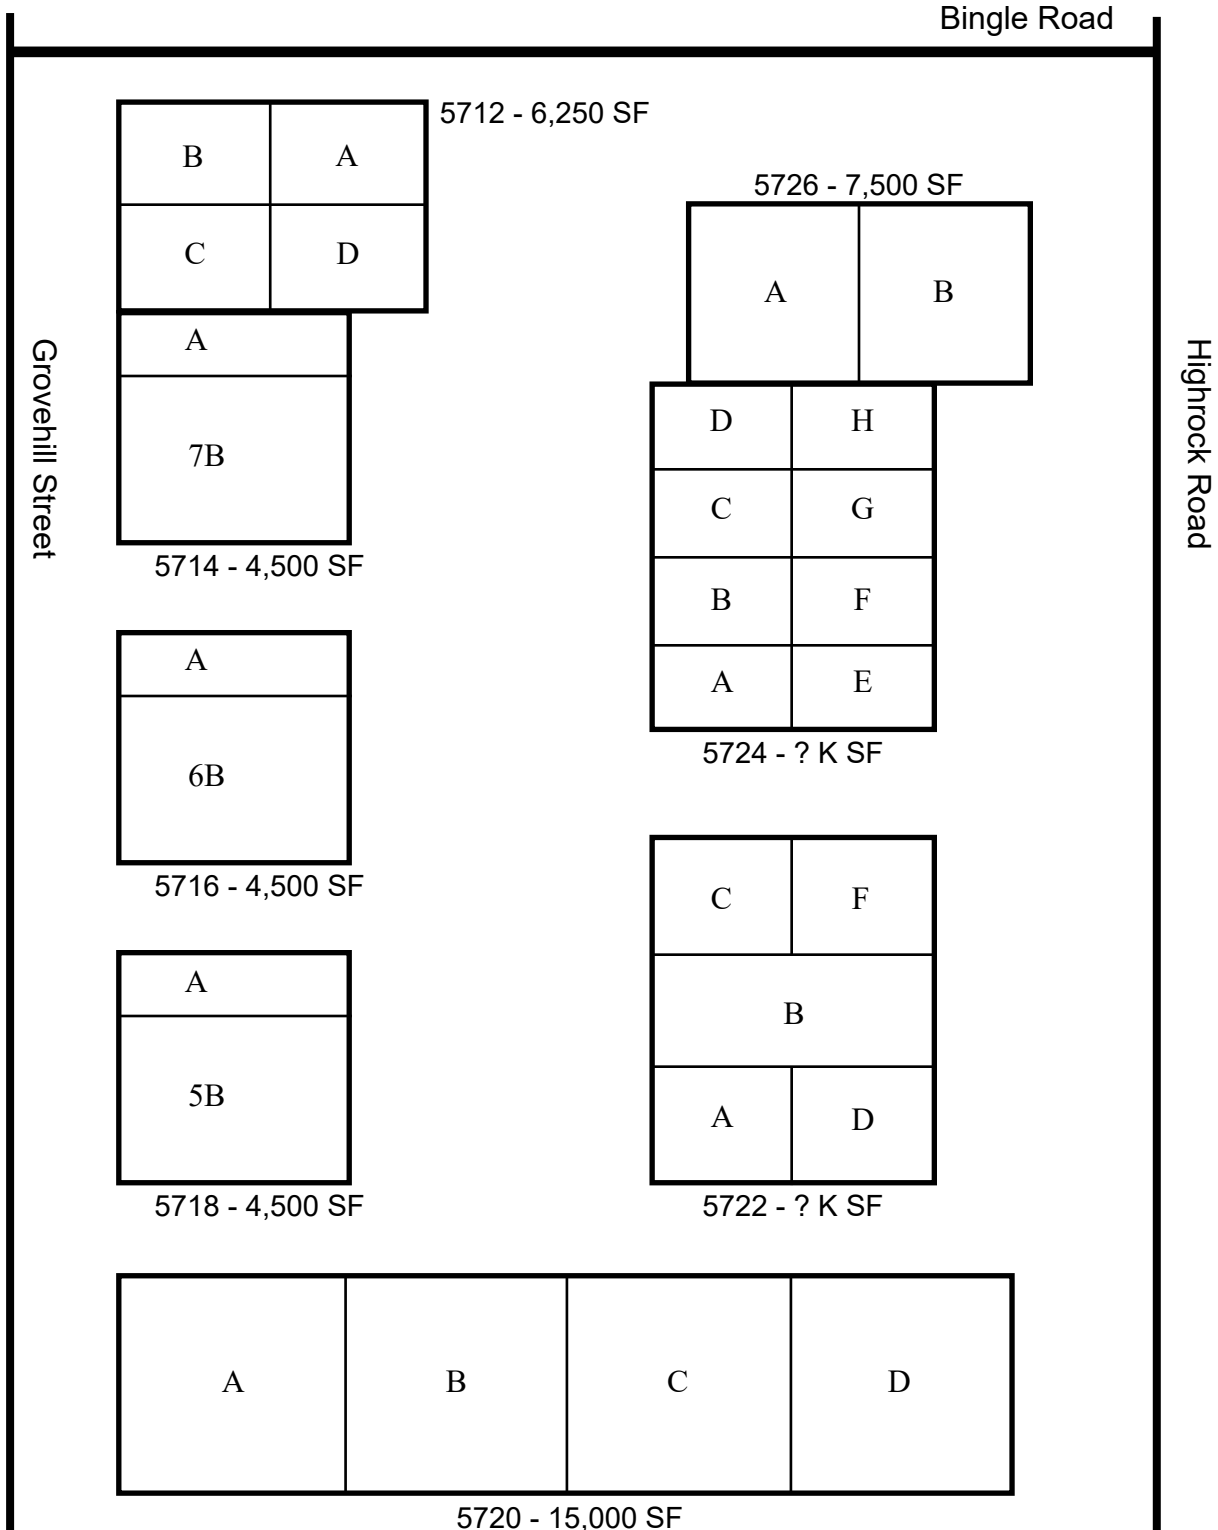 Bingle Road
5712 - 6,250 SF
B A
C D
A
7B
5714 - 4,500 SF
Grovehill Street
A
6B
5716 - 4,500 SF
A
5B
5718 - 4,500 SF
5726 - 7,500 SF
A B
D H
C G
B F
A E
5724 - ? K SF
Highrock Road
C F
B
A D
5722 - ? K SF
A B C D
5720 - 15,000 SF